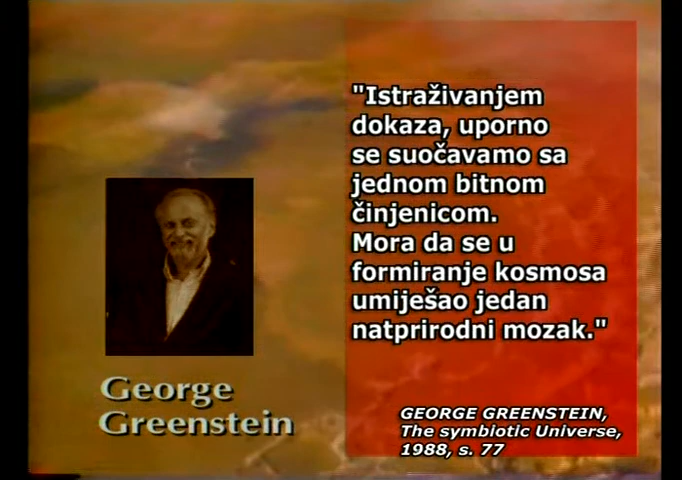 "Istraživanjem
dokaza, uporno
se suočavamo sa
jednom bitnom
činjenicom.
Mora da se u
formiranje kosmosa
umiješao jedan
natprirodni mozak."
George
Greenstein
GEORGE GREENSTEIN,
The symbiotic Universe,
1988, s. 77